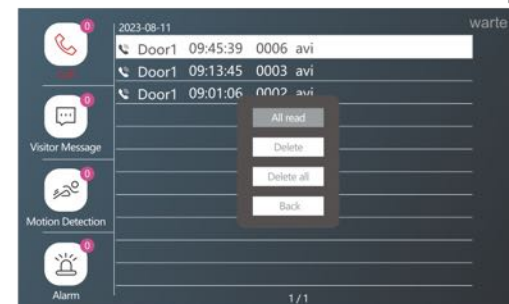 0
2023-08-11
warte
Call
Door1 09:45:39 0006 avi
Door1 09:13:45 0003 avi
Door1 09:01:06 0002 avi
0
Visitor Message
All read
Delete
Delete all
Back
0
Motion Detection
0
Alarm
1/1